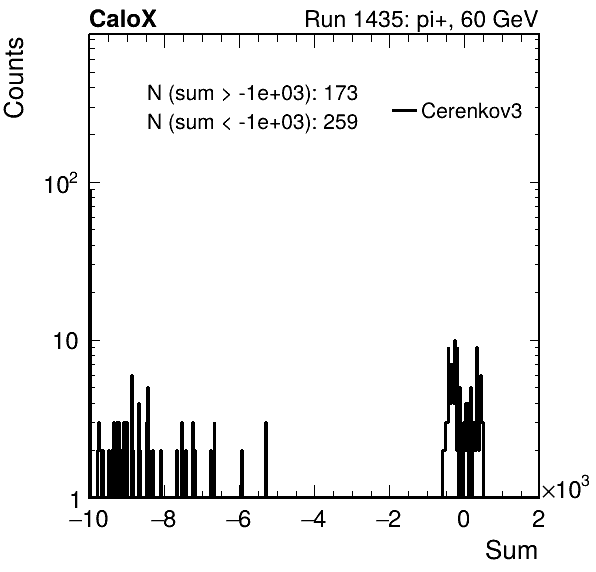 CaloX Run 1435: pi+, 60 GeV
Counts
N (sum > -1e+03): 173
N (sum < -1e+03): 259
Cerenkov3
10²
10
1
−10 −8 −6 −4 −2 0 2
×10³
Sum